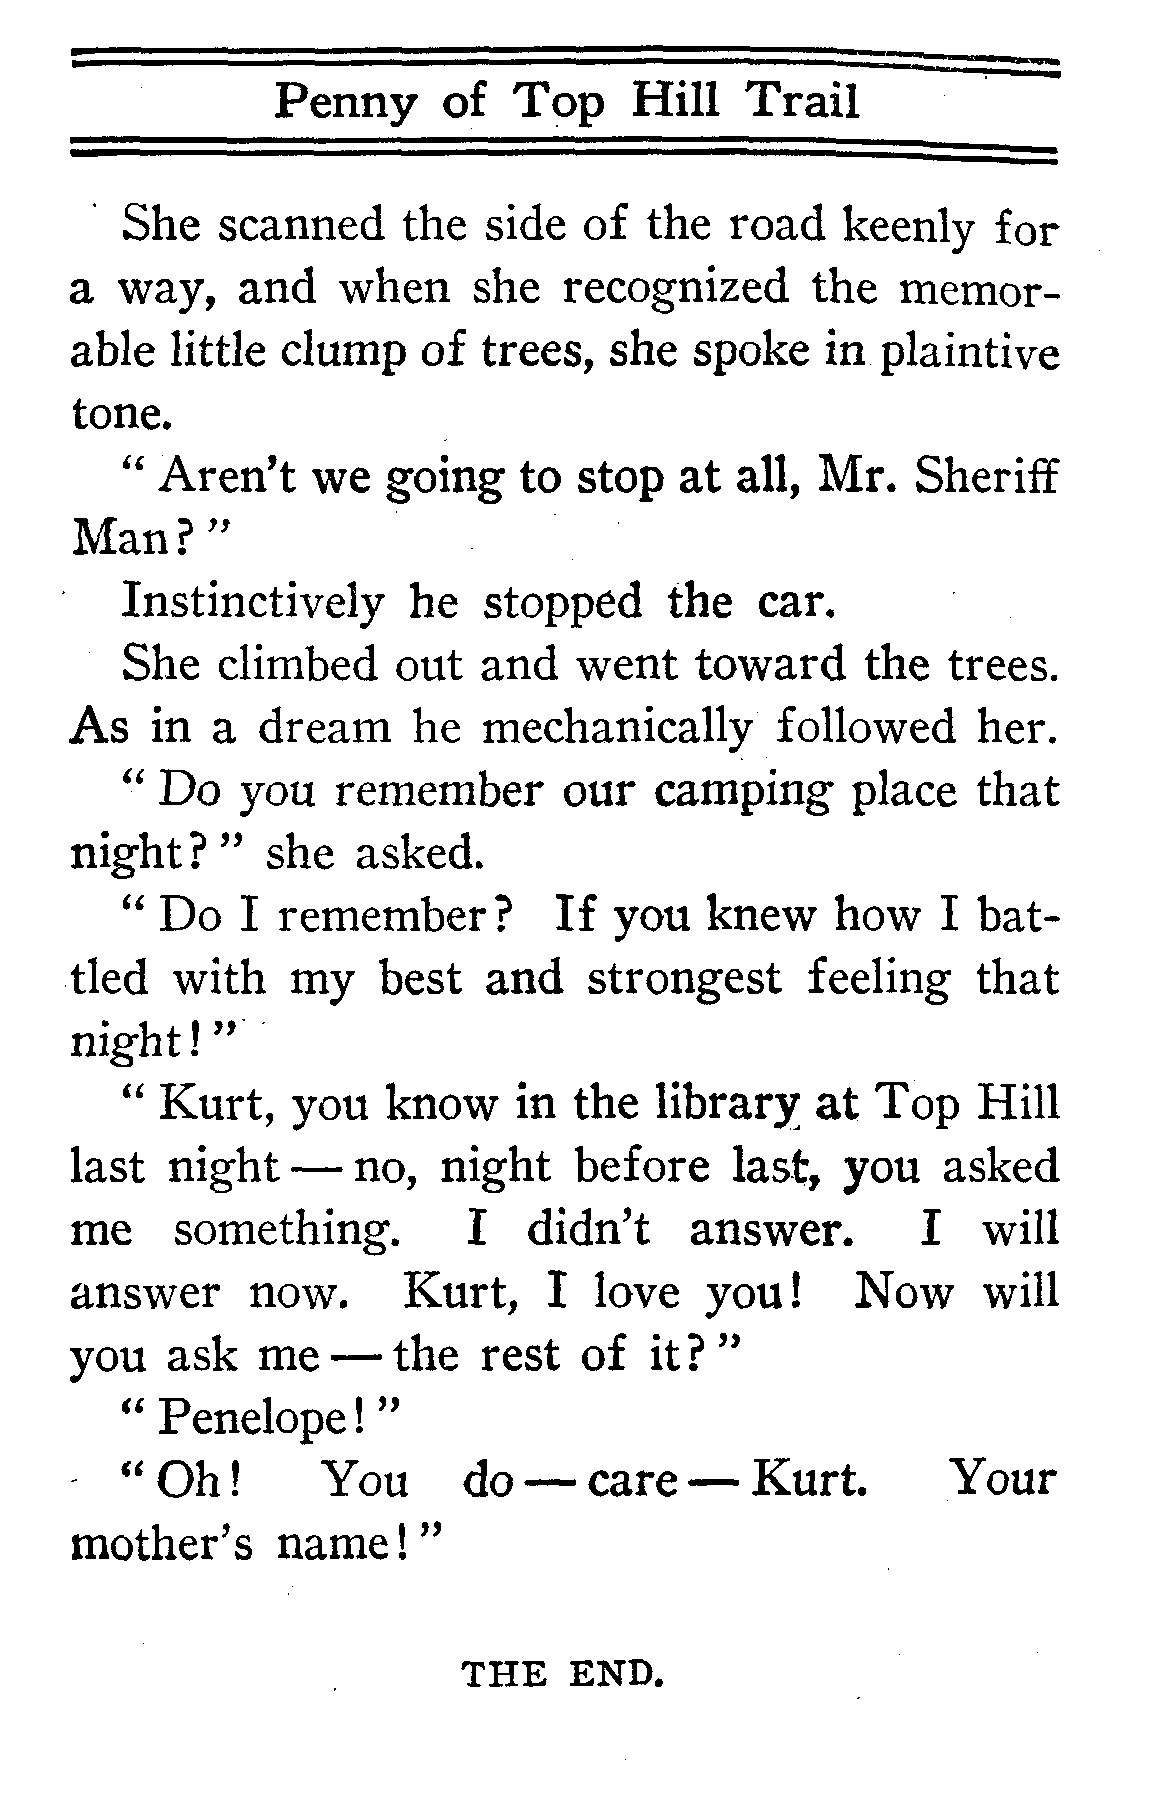 Penny of Top Hill Trail
She scanned the side of the road keenly for
a way, and when she recognized the memor-
able little clump of trees, she spoke in plaintive
tone.
“ Aren’t we going to stop at all, Mr. Sheriff
Man? ”
Instinctively he stopped the car.
She climbed out and went toward the trees.
As in a dream he mechanically followed her.
“ Do you remember our camping place that
night? ” she asked.
“ Do I remember? If you knew how I bat-
tled with my best and strongest feeling that
night! ”
“ Kurt, you know in the library at Top Hill
last night — no, night before last, you asked
me something. I didn’t answer. I will
answer now. Kurt, I love you! Now will
you ask me — the rest of it? ”
“ Penelope! ”
“ Oh! You do — care — Kurt. Your
mother’s name! ”
THE END.